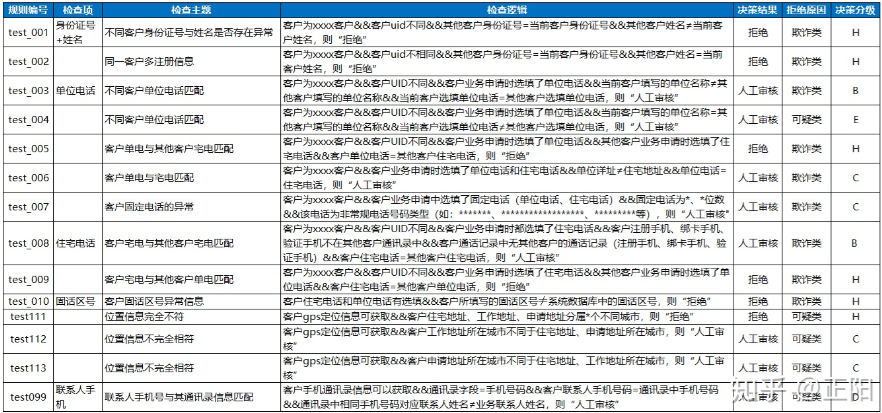 规则编号 检查项 检查主题 检查逻辑 决策结果 拒绝原因 决策分级
test_001 身份证号+姓名 不同客户身份证号与姓名是否存在异常 客户为xxxx客户&&客户uid不同&&其他客户身份证号=当前客户身份证号&&其他客户姓名≠当前客户姓名，则“拒绝” 拒绝 欺诈类 H
test_002 同一客户多注册信息 客户为xxxx客户&&客户uid不相同&&其他客户身份证号=当前客户身份证号&&其他客户姓名=当前客户姓名，则“拒绝” 拒绝 欺诈类 H
test_003 单位电话 不同客户单位电话匹配 客户为xxxx客户&&客户UID不同&&客户业务申请时选填了单位电话&&当前客户填写的单位名称≠其他客户填写的单位名称&&当前客户选填单位电话=其他客户选填单位电话，则“人工审核” 人工审核 欺诈类 B
test_004 不同客户单位电话匹配 客户为xxxx客户&&客户UID不同&&客户业务申请时选填了单位电话&&当前客户填写的单位名称=其他客户填写的单位名称&&当前客户选填单位电话≠其他客户选填单位电话，则“人工审核” 人工审核 可疑类 E
test_005 客户单电与其他客户宅电匹配 客户为xxxx客户&&客户UID不同&&客户业务申请时选填了单位电话&&其他客户业务申请时选填了住宅电话&&客户单位电话=其他客户住宅电话，则“拒绝” 拒绝 欺诈类 H
test_006 客户单电与宅电匹配 客户为xxxx客户&&客户业务申请时选填了单位电话和住宅电话&&单位详址≠住宅地址&&单位电话=住宅电话，则“人工审核” 人工审核 欺诈类 C
test_007 客户固定电话的异常 客户为xxxx客户&&客户业务申请中选填了固定电话（单位电话、住宅电话）&&固定电话为*、*位数&&该电话为非常规电话号码类型（如：*******、******************、*********等），则“人工审核” 人工审核 欺诈类 C
test_008 住宅电话 客户宅电与其他客户宅电匹配 客户为xxxx客户&&客户UID不同&&客户业务申请时都选填了住宅电话&&客户注册手机、绑卡手机、验证手机不在其他客户通讯录中&&客户通话记录中无其他客户的通话记录（注册手机、绑卡手机、验证手机）&&客户住宅电话=其他客户住宅电话，则“人工审核” 人工审核 欺诈类 B
test_009 客户宅电与其他客户单电匹配 客户为xxxx客户&&客户UID不同&&客户业务申请时选填了住宅电话&&其他客户业务申请时选填了单位电话&&客户住宅电话=其他客户单位电话，则“拒绝” 拒绝 欺诈类 H
test_010 固话区号 客户固话区号异常信息 客户住宅电话和单位电话有选填&&客户所填写的固话区号≠系统数据库中的固话区号，则“拒绝” 拒绝 欺诈类 H
test111 位置信息完全不符 客户gps定位信息可获取&&客户住宅地址、工作地址、申请地址分属*个不同城市，则“拒绝” 拒绝 可疑类 H
test112 位置信息不完全相符 客户gps定位信息可获取&&客户工作地址所在城市不同于住宅地址、申请地址所在城市，则“人工审核” 人工审核 可疑类 C
test113 位置信息不完全相符 客户gps定位信息可获取&&客户申请地址所在城市不同于住宅地址、工作地址所在城市，则“人工审核” 人工审核 可疑类 C
test099 联系人手机 联系人手机号与其通讯录信息匹配 客户手机通讯录信息可以获取&&通讯录字段=手机号码&&客户联系人手机号码=通讯录中手机号码&&通讯录中相同手机号码对应联系人姓名≠业务联系人姓名，则“人工审核” 人工审核 可疑类 D
知乎 @正阳